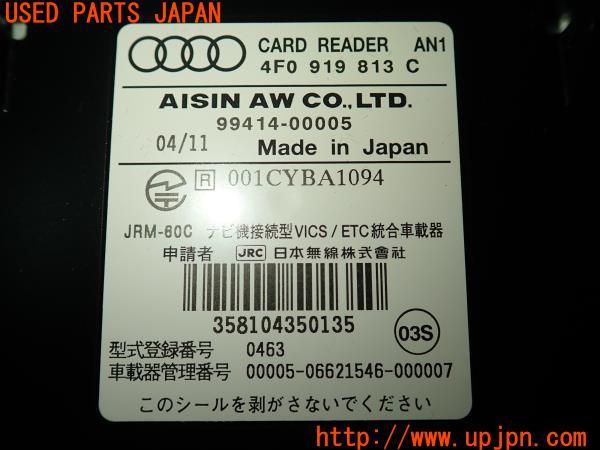 USED PARTS JAPAN
CARD READER AN1
4F0 919 813 C
AISIN AW CO.,LTD.
99414-00005
04/11 Made in Japan
R 001CYBA1094
JRM-60C ナビ機接続型VICS/ETC統合車載器
申請者 JRC 日本無線株式會社
358104350135
03S
型式登録番号 0463
車載器管理番号 00005-06621546-000007
このシールを剥がさないでください
http://www.upjpn.com